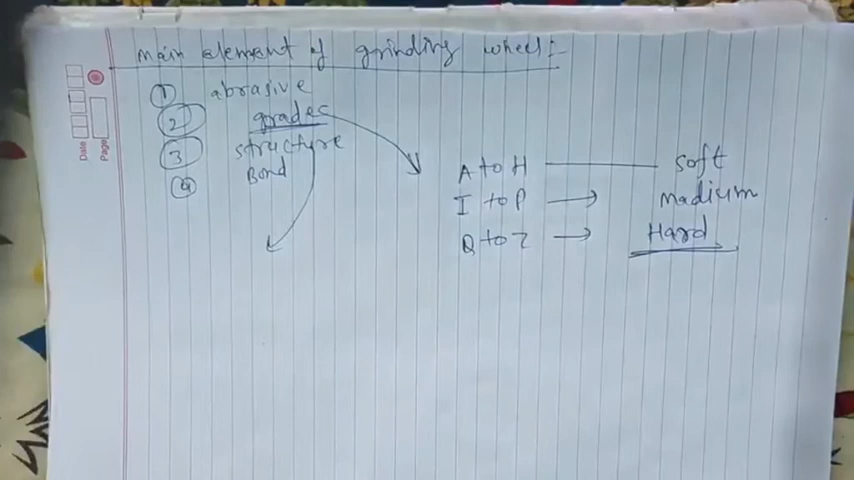 main element of grinding wheel :-
① abrasive
② grades
③ structure
④ Bond
A to H — soft
I to P → Madium
Q to Z → Hard
Date
Page